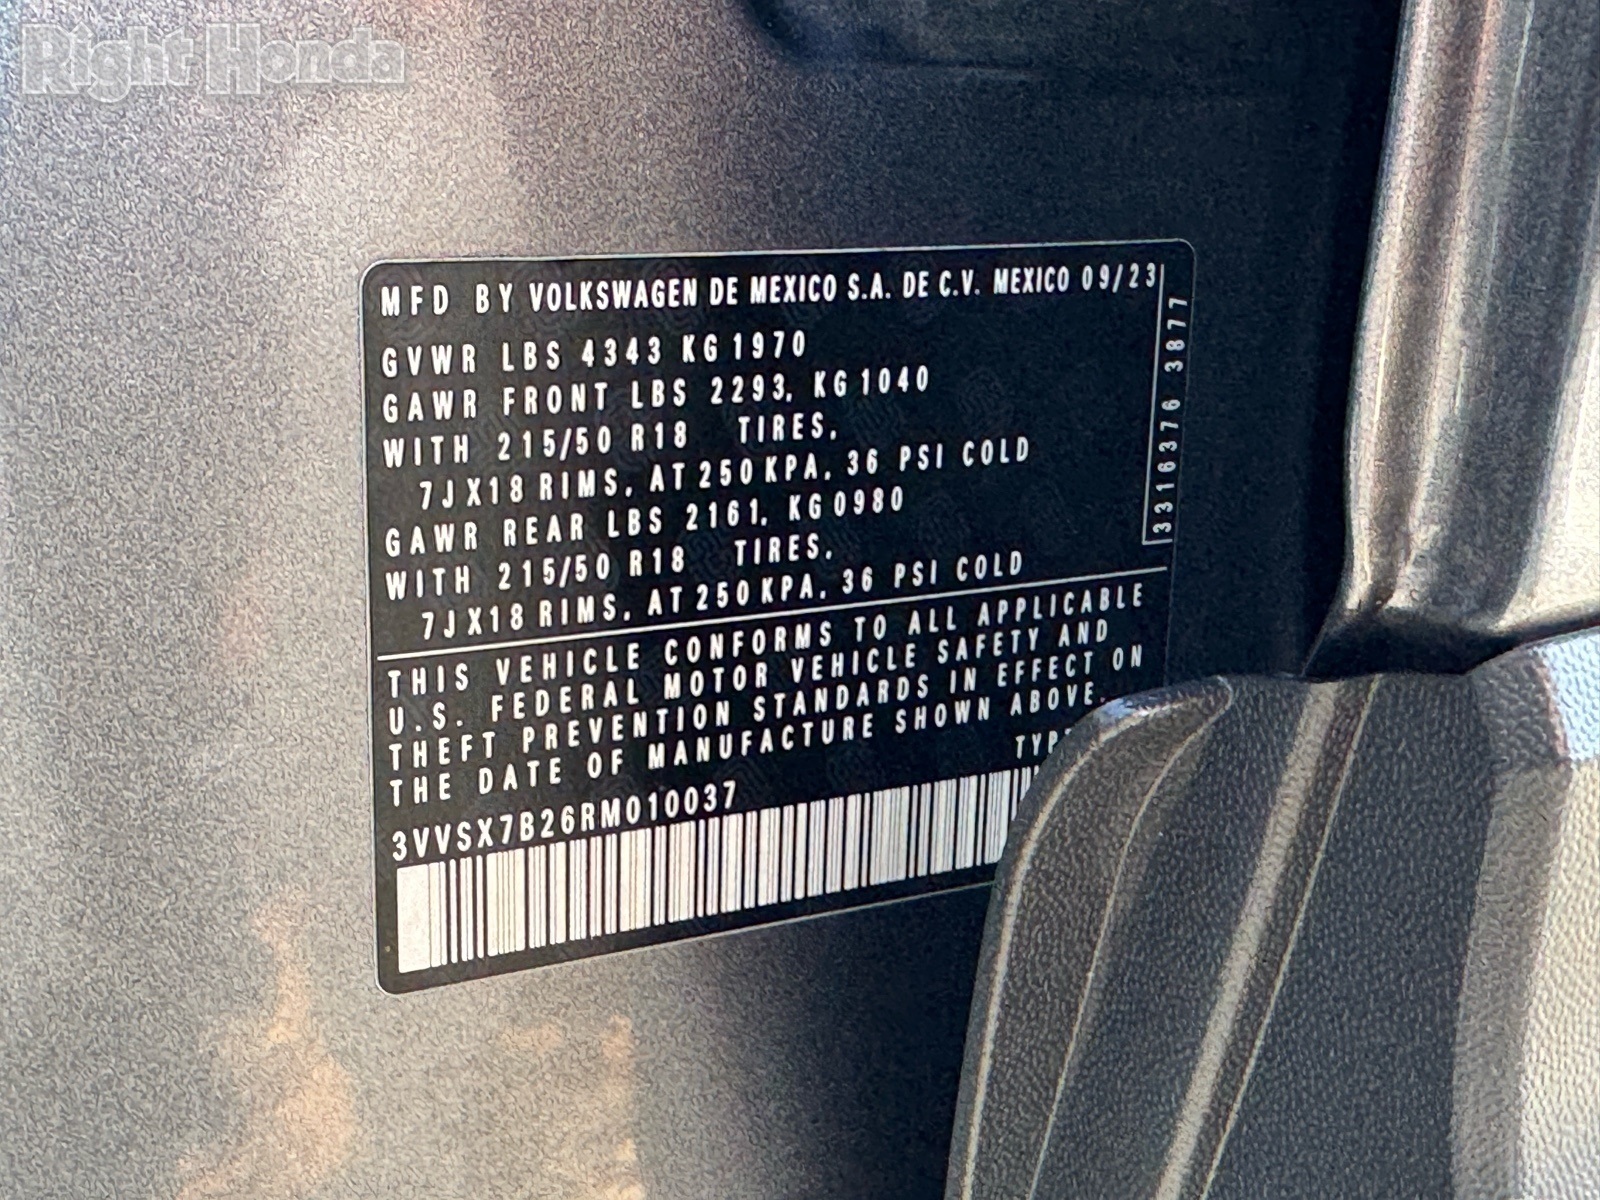 Right Honda
MFD BY VOLKSWAGEN DE MEXICO S.A. DE C.V. MEXICO 09/23
GVWR LBS 4343 KG 1970
GAWR FRONT LBS 2293. KG 1040
WITH 215/50 R18 TIRES.
7J X18 RIMS. AT 250 KPA. 36 PSI COLD
GAWR REAR LBS 2161. KG 0980
WITH 215/50 R18 TIRES.
7J X18 RIMS. AT 250 KPA. 36 PSI COLD
3316376 3877
THIS VEHICLE CONFORMS TO ALL APPLICABLE
U.S. FEDERAL MOTOR VEHICLE SAFETY AND
THEFT PREVENTION STANDARDS IN EFFECT ON
THE DATE OF MANUFACTURE SHOWN ABOVE.
3VVSX7B26RM010037